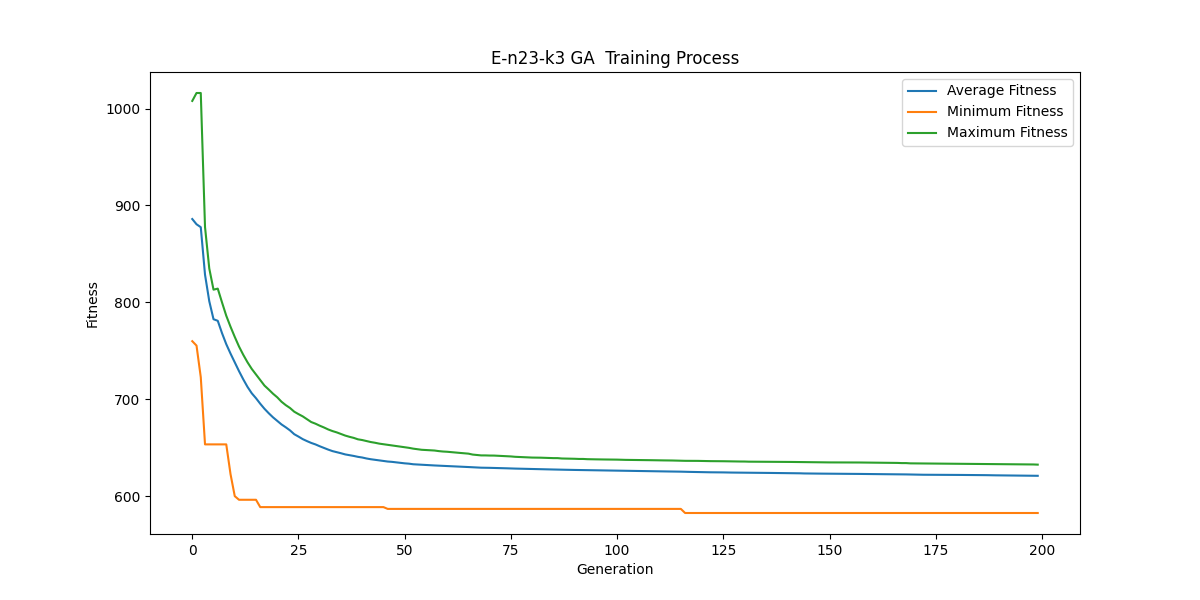 E-n23-k3 GA  Training Process
Average Fitness
Minimum Fitness
Maximum Fitness
1000
900
800
700
600
Fitness
0 25 50 75 100 125 150 175 200
Generation